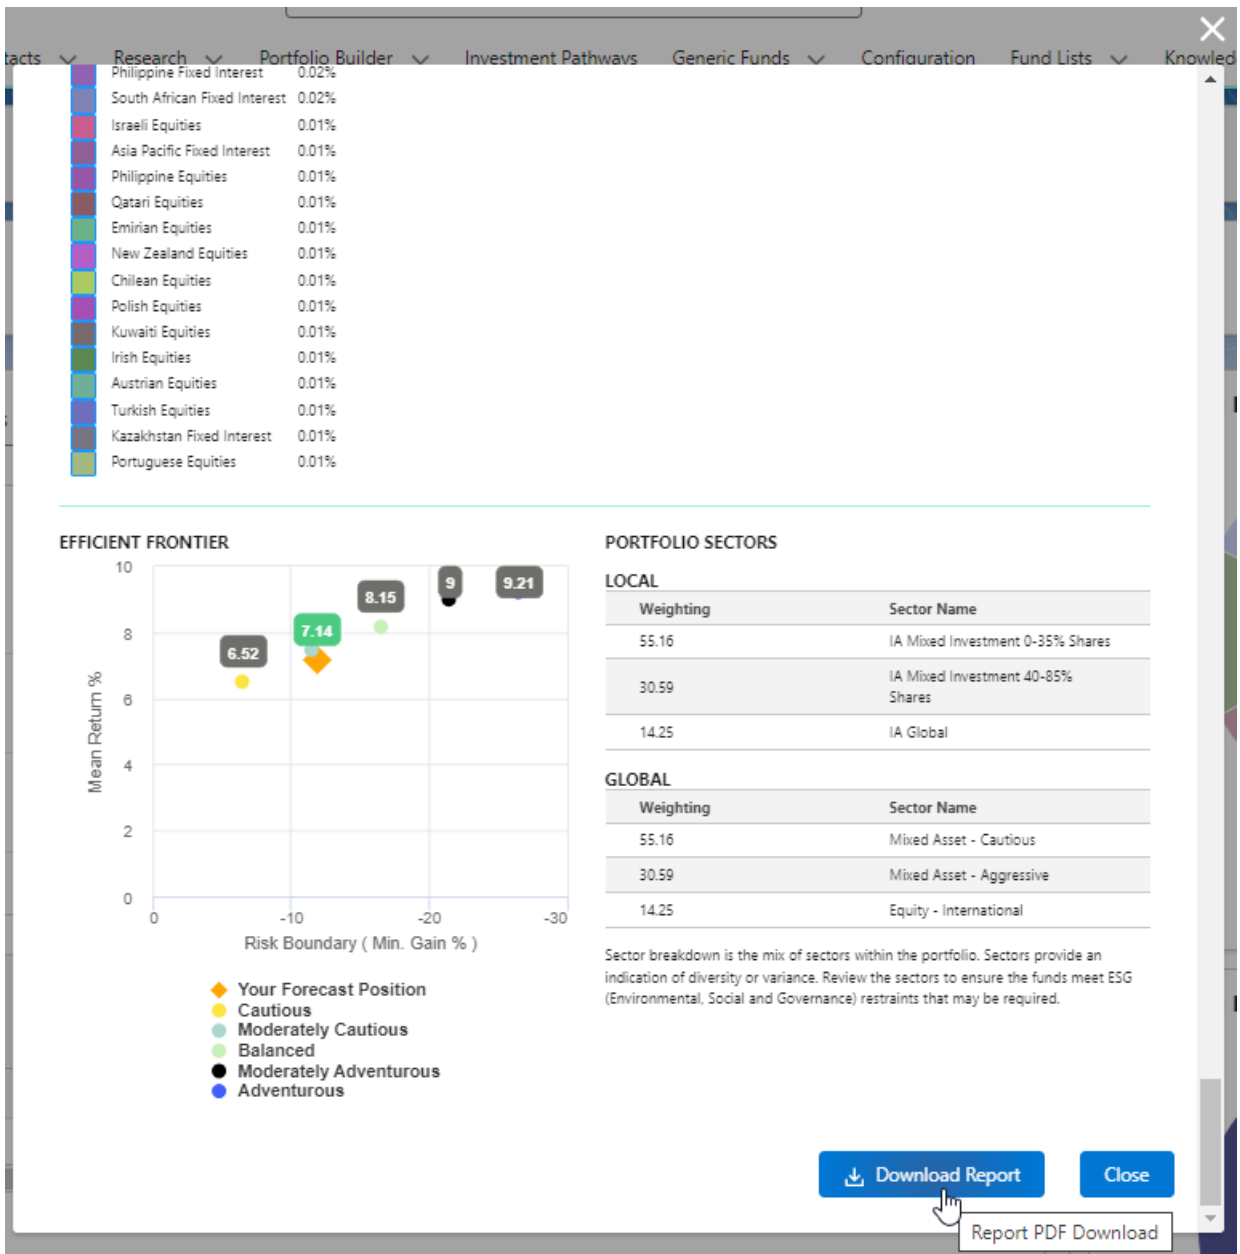 tacts Research Portfolio Builder Investment Pathways Generic Funds Configuration Fund Lists Knowled
Philippine Fixed Interest 0.02%
South African Fixed Interest 0.02%
Israeli Equities 0.01%
Asia Pacific Fixed Interest 0.01%
Philippine Equities 0.01%
Qatari Equities 0.01%
Emirian Equities 0.01%
New Zealand Equities 0.01%
Chilean Equities 0.01%
Polish Equities 0.01%
Kuwaiti Equities 0.01%
Irish Equities 0.01%
Austrian Equities 0.01%
Turkish Equities 0.01%
Kazakhstan Fixed Interest 0.01%
Portuguese Equities 0.01%
EFFICIENT FRONTIER
10
8
6
4
2
0
Mean Return %
6.52
7.14
8.15
9
9.21
0 -10 -20 -30
Risk Boundary ( Min. Gain % )
Your Forecast Position
Cautious
Moderately Cautious
Balanced
Moderately Adventurous
Adventurous
PORTFOLIO SECTORS
LOCAL
Weighting Sector Name
55.16 IA Mixed Investment 0-35% Shares
30.59 IA Mixed Investment 40-85%
Shares
14.25 IA Global
GLOBAL
Weighting Sector Name
55.16 Mixed Asset - Cautious
30.59 Mixed Asset - Aggressive
14.25 Equity - International
Sector breakdown is the mix of sectors within the portfolio. Sectors provide an
indication of diversity or variance. Review the sectors to ensure the funds meet ESG
(Environmental, Social and Governance) restraints that may be required.
Download Report Close
Report PDF Download